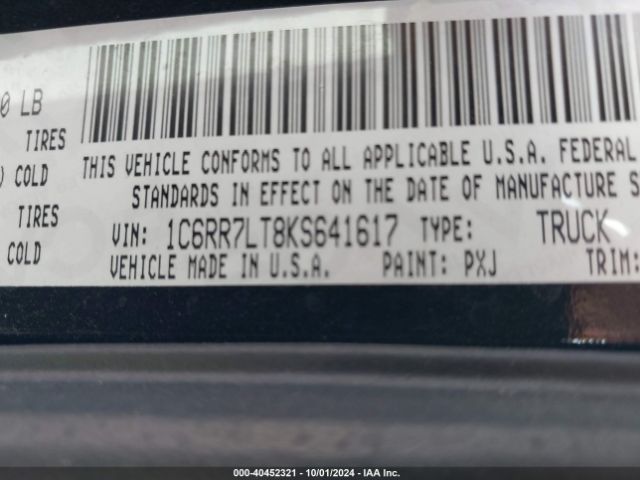 0 LB
TIRES
) COLD
TIRES
COLD
THIS VEHICLE CONFORMS TO ALL APPLICABLE U.S.A. FEDERAL
STANDARDS IN EFFECT ON THE DATE OF MANUFACTURE S
VIN: 1C6RR7LT8KS641617 TYPE: TRUCK
VEHICLE MADE IN U.S.A. PAINT: PXJ TRIM:
000-40452321 - 10/01/2024 - IAA Inc.